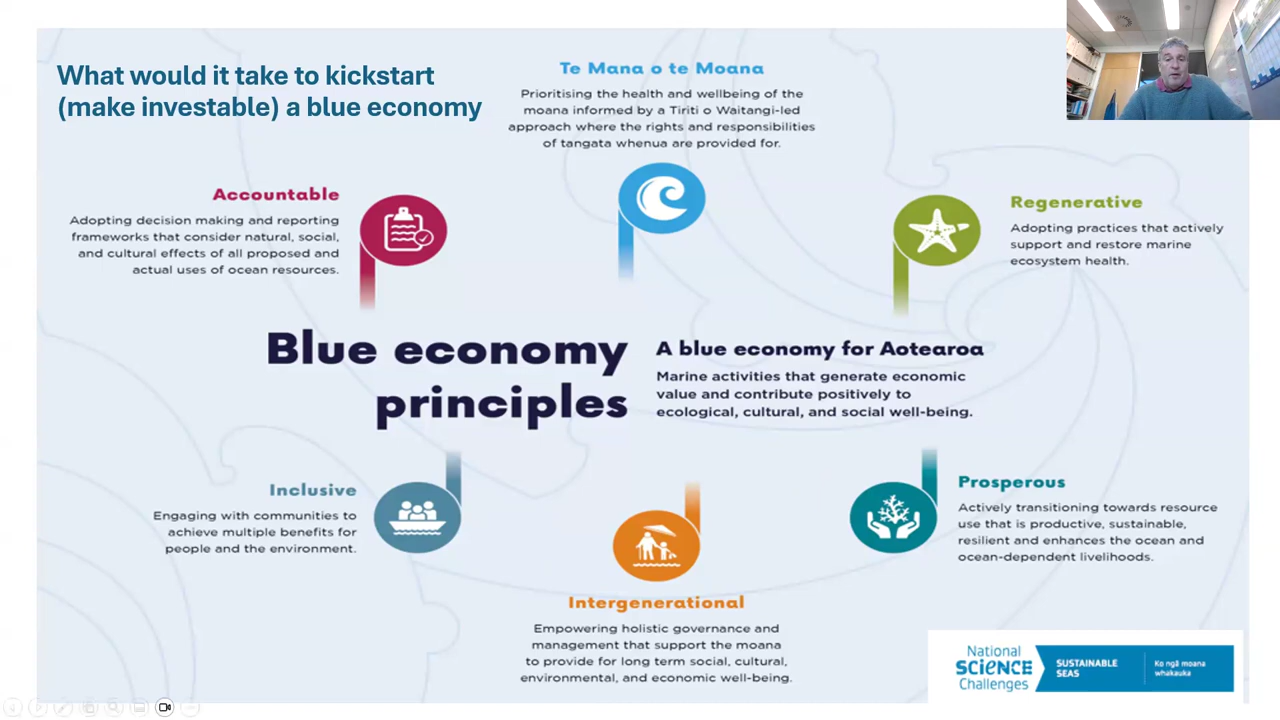 What would it take to kickstart
(make investable) a blue economy
Te Mana o te Moana
Prioritising the health and wellbeing of the
moana informed by a Tiriti o Waitangi-led
approach where the rights and responsibilities
of tangata whenua are provided for.
Accountable
Adopting decision making and reporting
frameworks that consider natural, social,
and cultural effects of all proposed and
actual uses of ocean resources.
Regenerative
Adopting practices that actively
support and restore marine
ecosystem health.
Blue economy
principles
A blue economy for Aotearoa
Marine activities that generate economic
value and contribute positively to
ecological, cultural, and social well-being.
Inclusive
Engaging with communities to
achieve multiple benefits for
people and the environment.
Intergenerational
Empowering holistic governance and
management that support the moana
to provide for long term social, cultural,
environmental, and economic well-being.
Prosperous
Actively transitioning towards resource
use that is productive, sustainable,
resilient and enhances the ocean and
ocean-dependent livelihoods.
National
SCiENCE
Challenges
SUSTAINABLE
SEAS
Ko ngā moana
whakauka